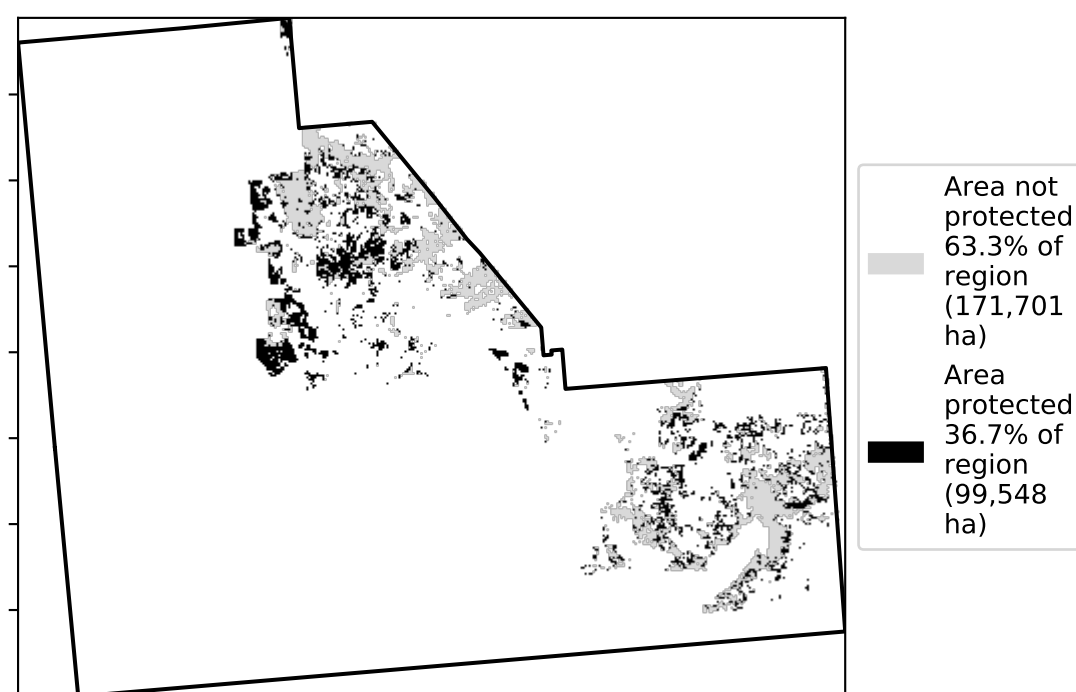 Area not
protected
63.3% of
region
(171,701
ha)
Area
protected
36.7% of
region
(99,548
ha)